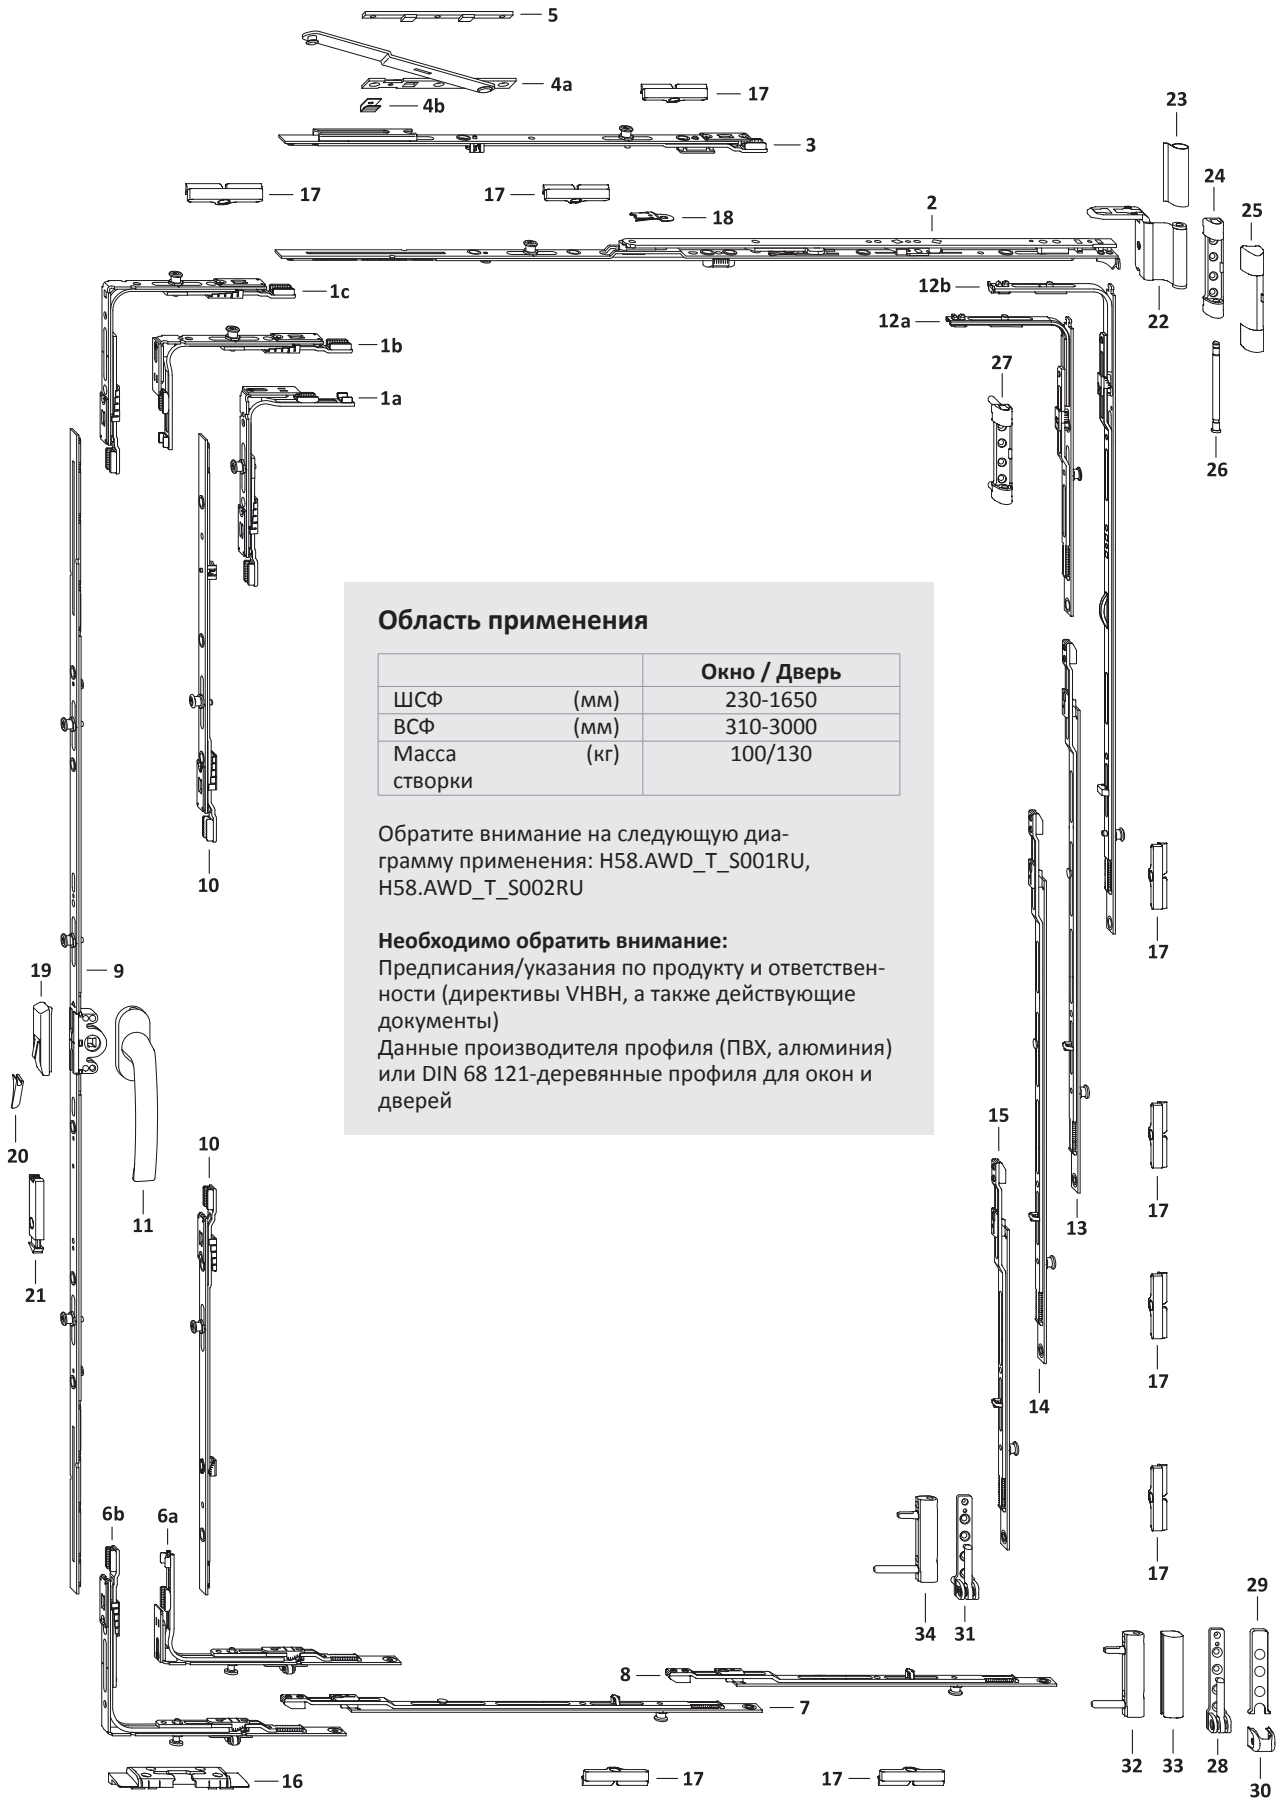 5
4a
17
4b
23
3
24
17
17
25
18
2
1c
12b
22
1b
12a
27
1a
26
Область применения
Окно / Дверь
ШСФ (мм) 230-1650
ВСФ (мм) 310-3000
Масса (кг) 100/130
створки
Обратите внимание на следующую диа-
грамму применения: H58.AWD_T_S001RU,
H58.AWD_T_S002RU
Необходимо обратить внимание:
Предписания/указания по продукту и ответствен-
ности (директивы VHBH, а также действующие
документы)
Данные производителя профиля (ПВХ, алюминия)
или DIN 68 121-деревянные профиля для окон и
дверей
10
17
19
9
20
10
15
11
13
17
21
17
14
6b
6a
17
29
34
31
8
7
32
33
28
16
17
17
30